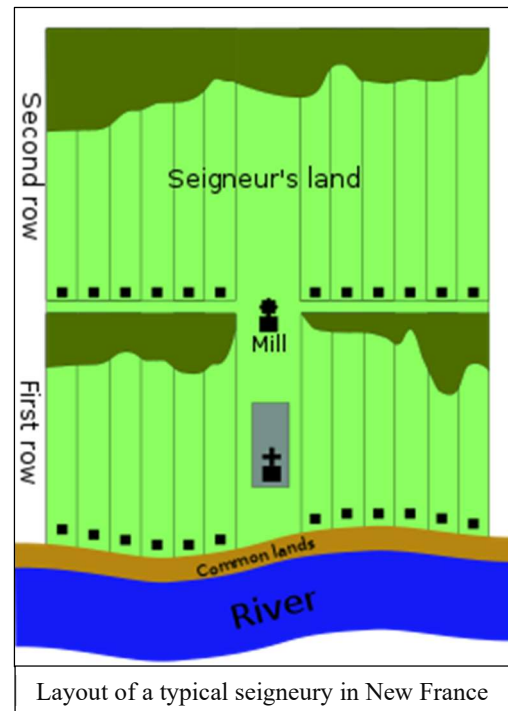 Second row
Seigneur's land
Mill
First row
Common lands
River
Layout of a typical seigneury in New France